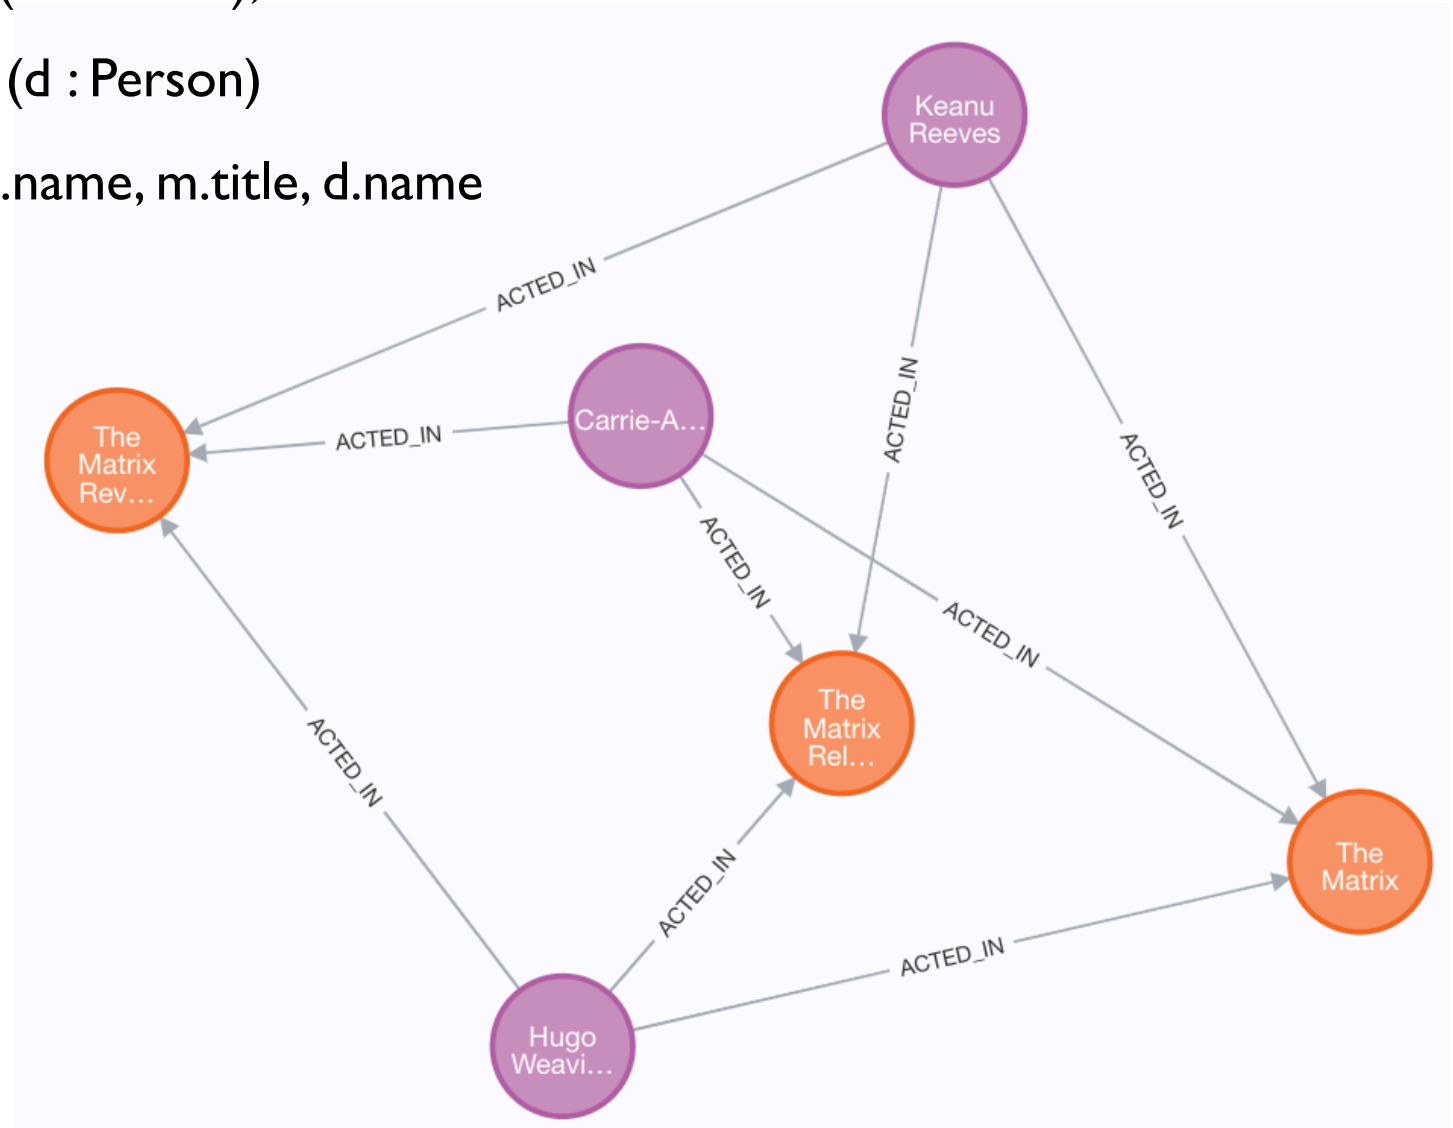 (d : Person)
.name, m.title, d.name
Keanu
Reeves
ACTED_IN
ACTED_IN
ACTED_IN
Carrie-A...
ACTED_IN
ACTED_IN
ACTED_IN
The
Matrix
Rev...
The
Matrix
Rel...
ACTED_IN
ACTED_IN
ACTED_IN
The
Matrix
Hugo
Weavi...